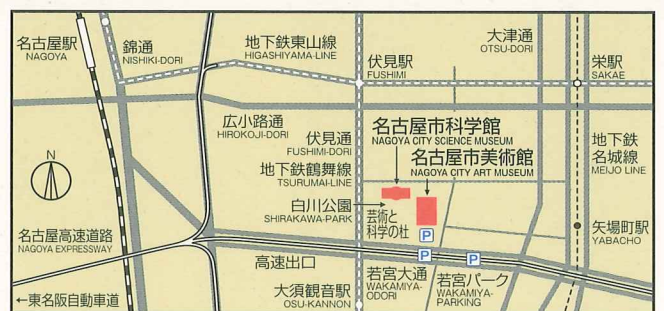 名古屋駅
NAGOYA
錦通
NISHIKI-DORI
地下鉄東山線
HIGASHIYAMA-LINE
伏見駅
FUSHIMI
大津通
OTSU-DORI
栄駅
SAKAE
広小路通
HIROKOJI-DORI
伏見通
FUSHIMI-DORI
名古屋市科学館
NAGOYA CITY SCIENCE MUSEUM
名古屋市美術館
NAGOYA CITY ART MUSEUM
地下鉄
名城線
MEIJO LINE
地下鉄鶴舞線
TSURUMAI-LINE
N
白川公園
SHIRAKAWA-PARK
芸術と
科学の杜
矢場町駅
YABACHO
P
名古屋高速道路
NAGOYA EXPRESSWAY
高速出口
P
P
若宮大通
WAKAMIYA-
ODORI
若宮パーク
WAKAMIYA-
PARKING
←東名阪自動車道
大須観音駅
OSU-KANNON